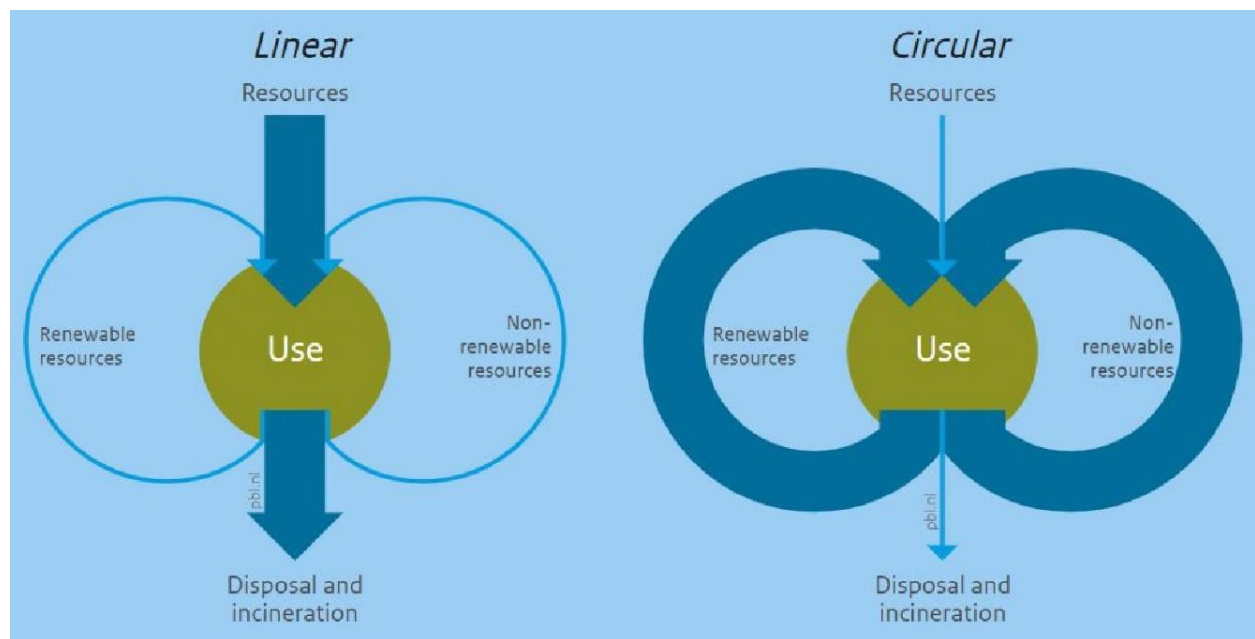 Linear
Resources
Renewable
resources
Use
Non-
renewable
resources
pbl.nl
Disposal and
incineration
Circular
Resources
Renewable
resources
Use
Non-
renewable
resources
pbl.nl
Disposal and
incineration